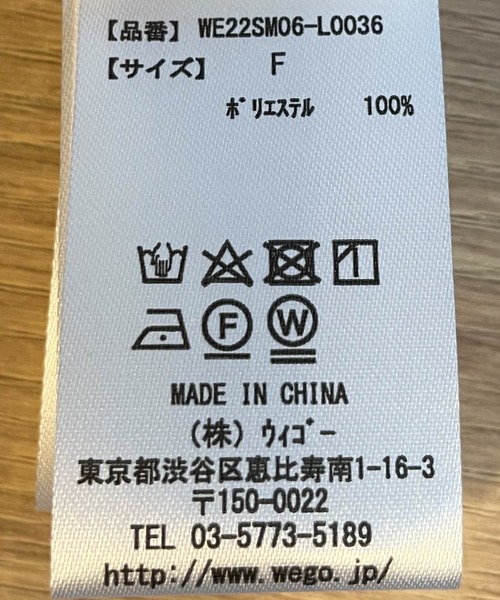 【品番】 WE22SM06-L0036
【サイズ】 F
ﾎﾟﾘｴｽﾃﾙ 100%
F W
MADE IN CHINA
(株) ｳｨｺﾞｰ
東京都渋谷区恵比寿南1-16-3
〒150-0022
TEL 03-5773-5189
http://www.wego.jp/